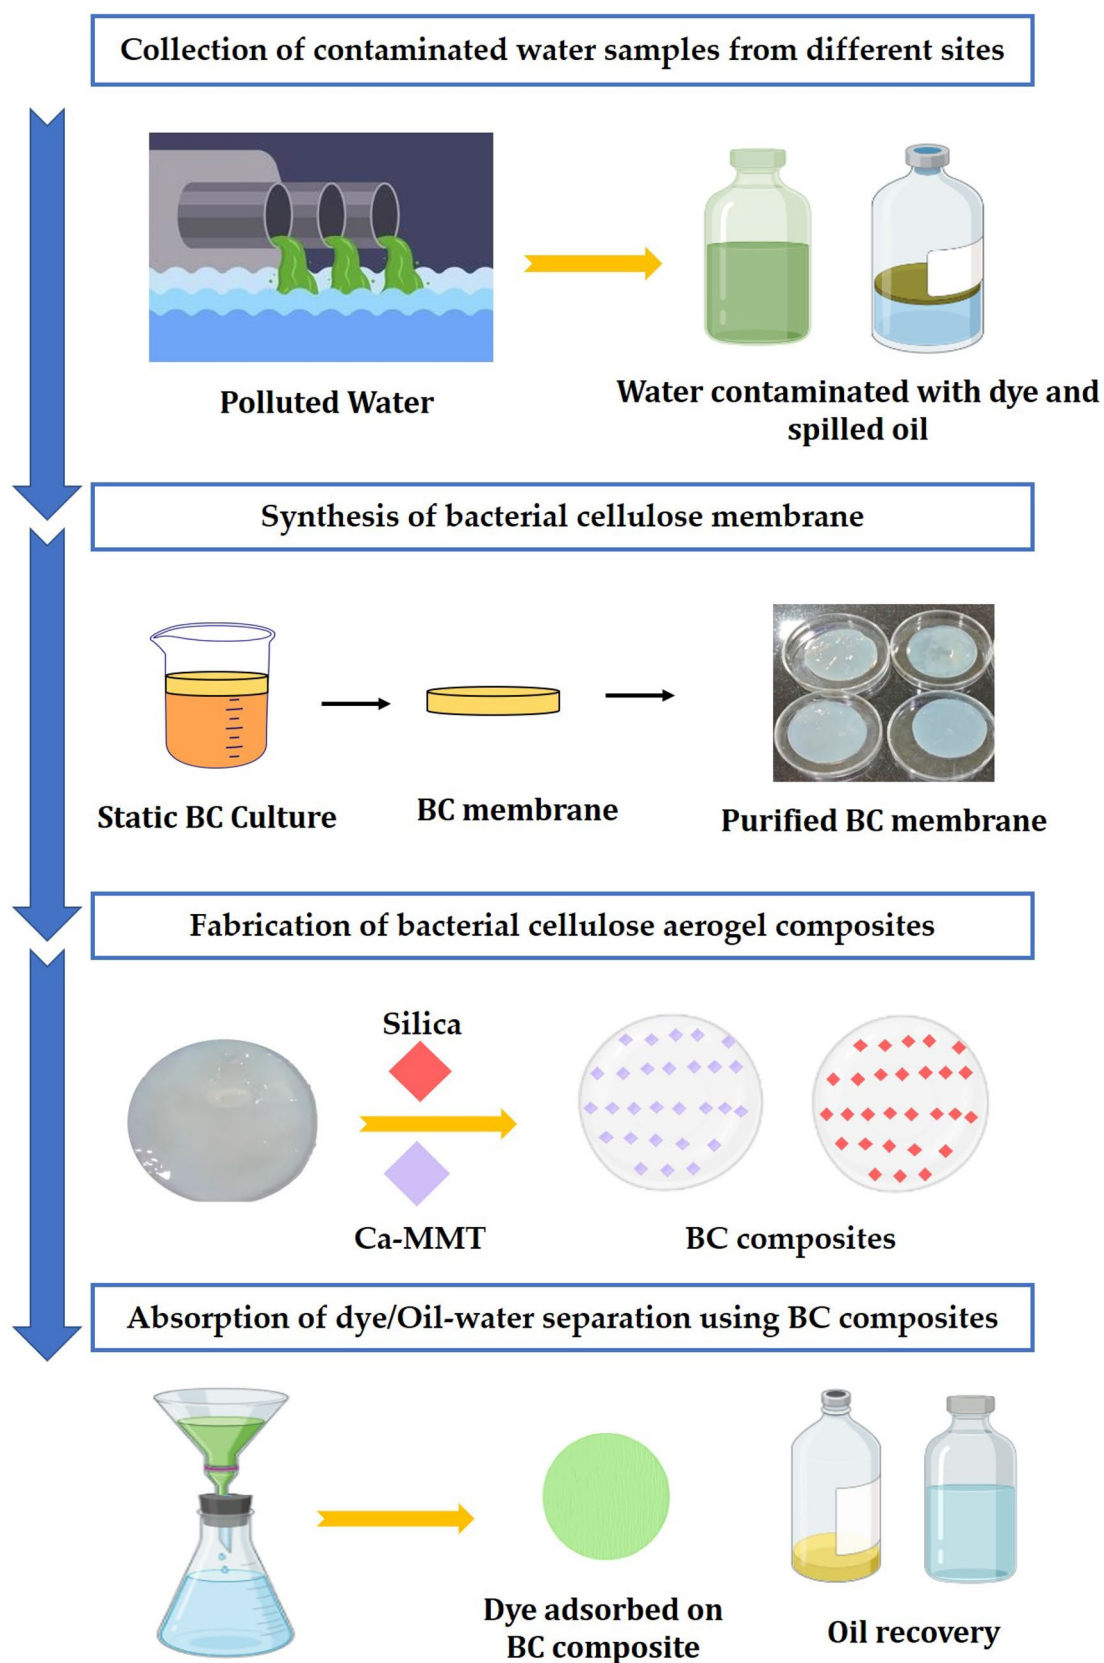 Collection of contaminated water samples from different sites
Polluted Water
Water contaminated with dye and
spilled oil
Synthesis of bacterial cellulose membrane
Static BC Culture
BC membrane
Purified BC membrane
Fabrication of bacterial cellulose aerogel composites
Silica
Ca-MMT
BC composites
Absorption of dye/Oil-water separation using BC composites
Dye adsorbed on
BC composite
Oil recovery